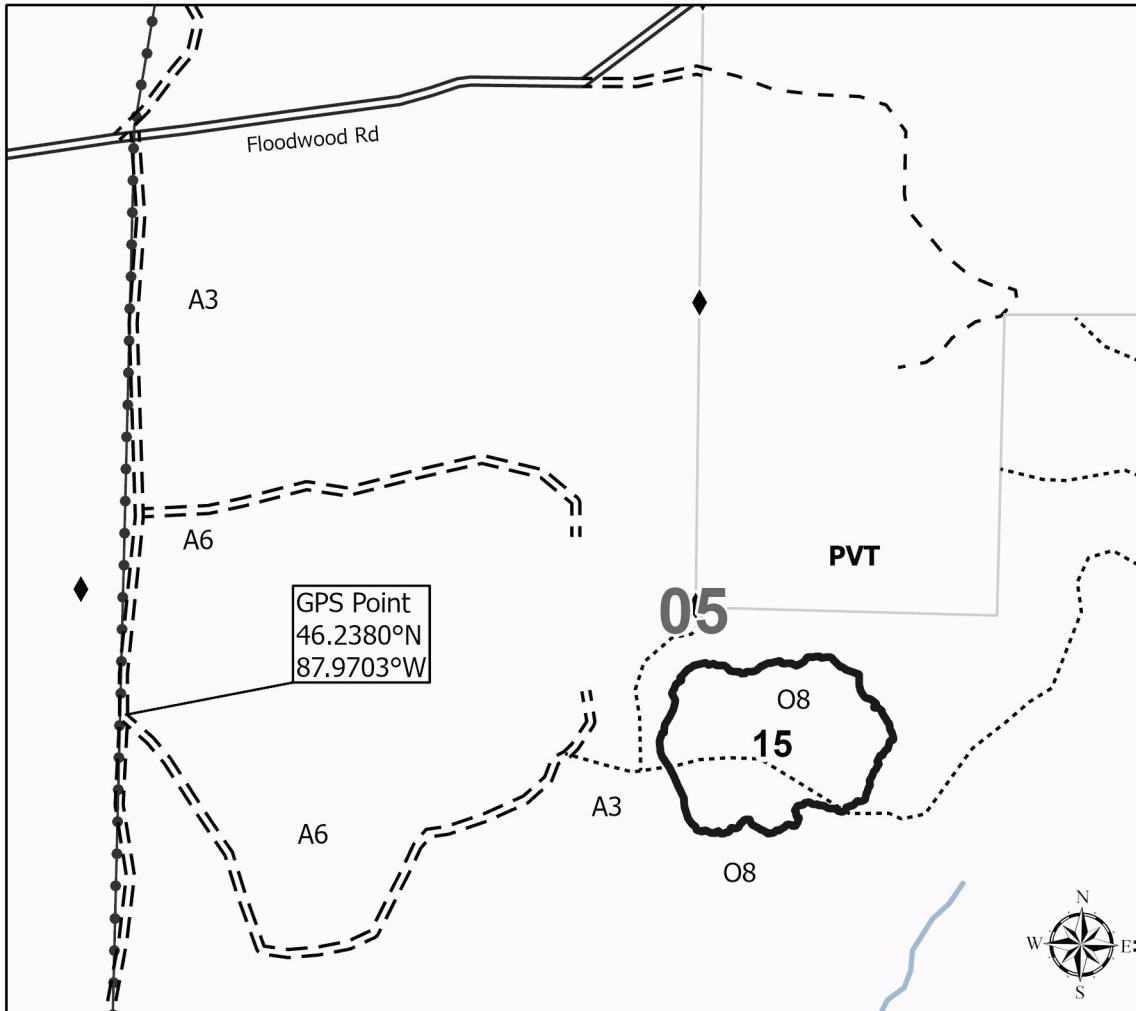 Floodwood Rd
A3
A6
PVT
GPS Point
46.2380°N
87.9703°W
05
O8
15
A3
A6
O8
N
W
E
S